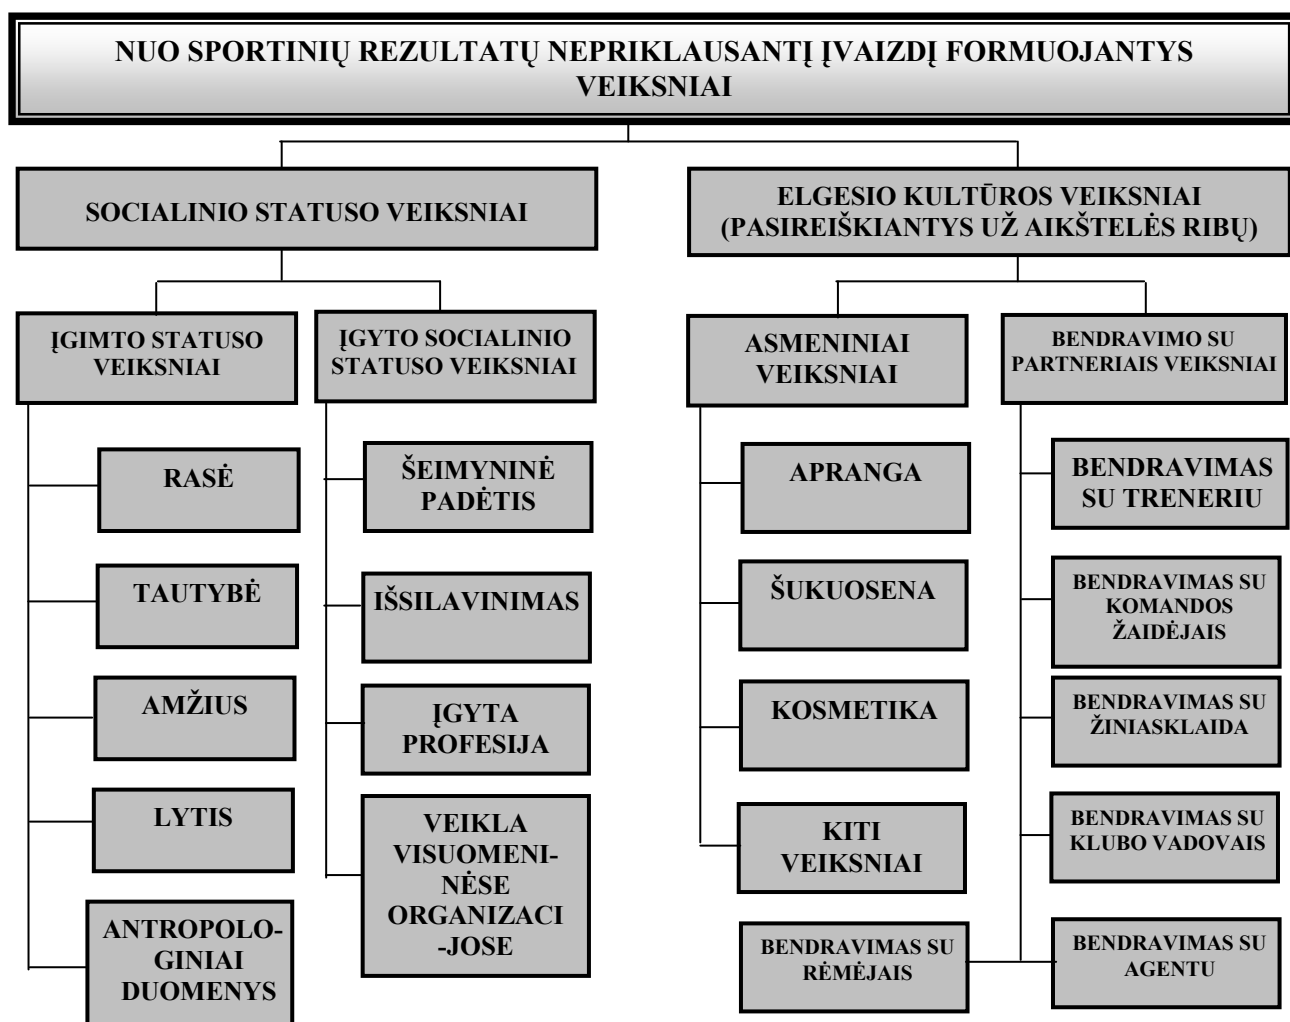 NUO SPORTINIŲ REZULTATŲ NEPRIKLAUSANTĮ ĮVAIZDĮ FORMUOJANTYS
VEIKSNIAI
SOCIALINIO STATUSO VEIKSNIAI
ELGESIO KULTŪROS VEIKSNIAI
(PASIREIŠKIANTYS UŽ AIKŠTELĖS RIBŲ)
ĮGIMTO STATUSO
VEIKSNIAI
ĮGYTO SOCIALINIO
STATUSO VEIKSNIAI
ASMENINIAI
VEIKSNIAI
BENDRAVIMO SU
PARTNERIAIS VEIKSNIAI
RASĖ
TAUTYBĖ
AMŽIUS
LYTIS
ANTROPOLO-
GINIAI
DUOMENYS
ŠEIMYNINĖ
PADĖTIS
IŠSILAVINIMAS
ĮGYTA
PROFESIJA
VEIKLA
VISUOMENI-
NĖSE
ORGANIZACI
-JOSE
APRANGA
ŠUKUOSENA
KOSMETIKA
KITI
VEIKSNIAI
BENDRAVIMAS
SU TRENERIU
BENDRAVIMAS SU
KOMANDOS
ŽAIDĖJAIS
BENDRAVIMAS SU
ŽINIASKLAIDA
BENDRAVIMAS SU
KLUBO VADOVAIS
BENDRAVIMAS SU
RĖMĖJAIS
BENDRAVIMAS SU
AGENTU